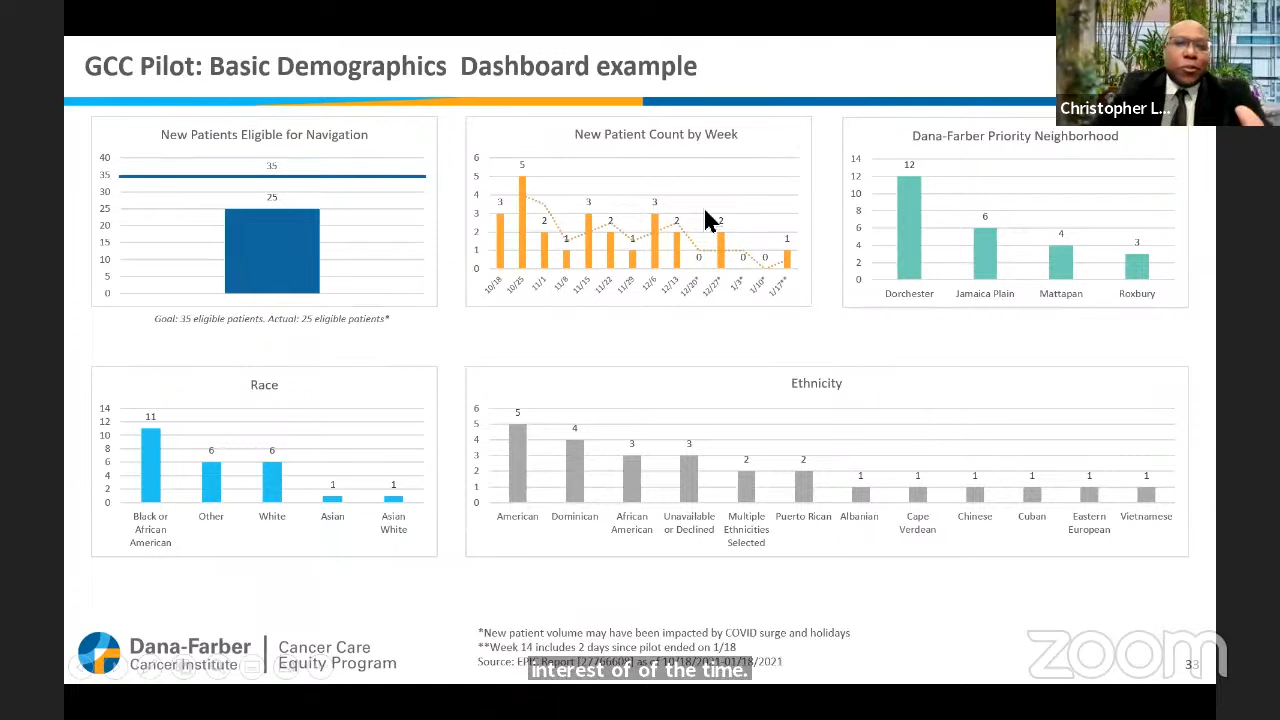 GCC Pilot: Basic Demographics Dashboard example
Christopher L...
New Patients Eligible for Navigation
40
35
30
25
20
15
10
5
0
35
25
Goal: 35 eligible patients. Actual: 25 eligible patients*
New Patient Count by Week
6
5
4
3
2
1
0
3 5 2 1 3 2 1 3 2 0 2 0 0 1
10/18 10/25 11/1 11/8 11/15 11/22 11/29 12/6 12/13 12/20* 12/27* 1/3* 1/10* 1/17**
Dana-Farber Priority Neighborhood
14
12
10
8
6
4
2
0
12 6 4 3
Dorchester Jamaica Plain Mattapan Roxbury
Race
14
12
10
8
6
4
2
0
11 6 6 1 1
Black or African American Other White Asian Asian White
Ethnicity
6
5
4
3
2
1
0
5 4 3 3 2 2 1 1 1 1 1 1
American Dominican African American Unavailable or Declined Multiple Ethnicities Selected Puerto Rican Albanian Cape Verdean Chinese Cuban Eastern European Vietnamese
Dana-Farber
Cancer Institute
Cancer Care
Equity Program
*New patient volume may have been impacted by COVID surge and holidays
**Week 14 includes 2 days since pilot ended on 1/18
Source: Report as of 10/18/2021-01/18/2021
interest of of the time.
zoom
33